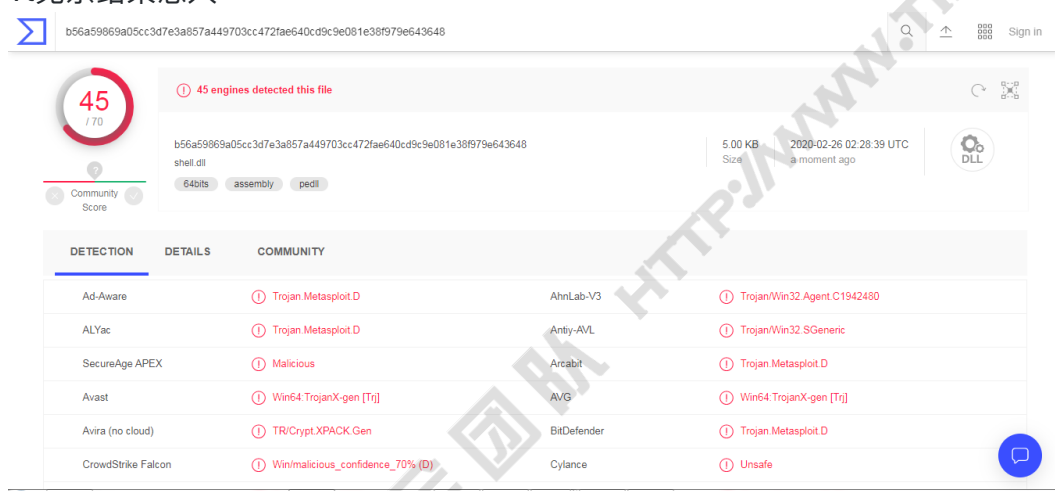 b56a59869a05cc3d7e3a857a449703cc472fae640cd9c9e081e38f979e643648
Sign in
45
/ 70
45 engines detected this file
b56a59869a05cc3d7e3a857a449703cc472fae640cd9c9e081e38f979e643648
shell.dll
64bits assembly pedll
5.00 KB
Size
2020-02-26 02:28:39 UTC
a moment ago
DLL
?
Community
Score
DETECTION DETAILS COMMUNITY
Ad-Aware Trojan.Metasploit.D AhnLab-V3 Trojan/Win32.Agent.C1942480
ALYac Trojan.Metasploit.D Antiy-AVL Trojan/Win32.SGeneric
SecureAge APEX Malicious Arcabit Trojan.Metasploit.D
Avast Win64:TrojanX-gen [Trj] AVG Win64:TrojanX-gen [Trj]
Avira (no cloud) TR/Crypt.XPACK.Gen BitDefender Trojan.Metasploit.D
CrowdStrike Falcon Win/malicious_confidence_70% (D) Cylance Unsafe
团队 HTTP://WWW.T